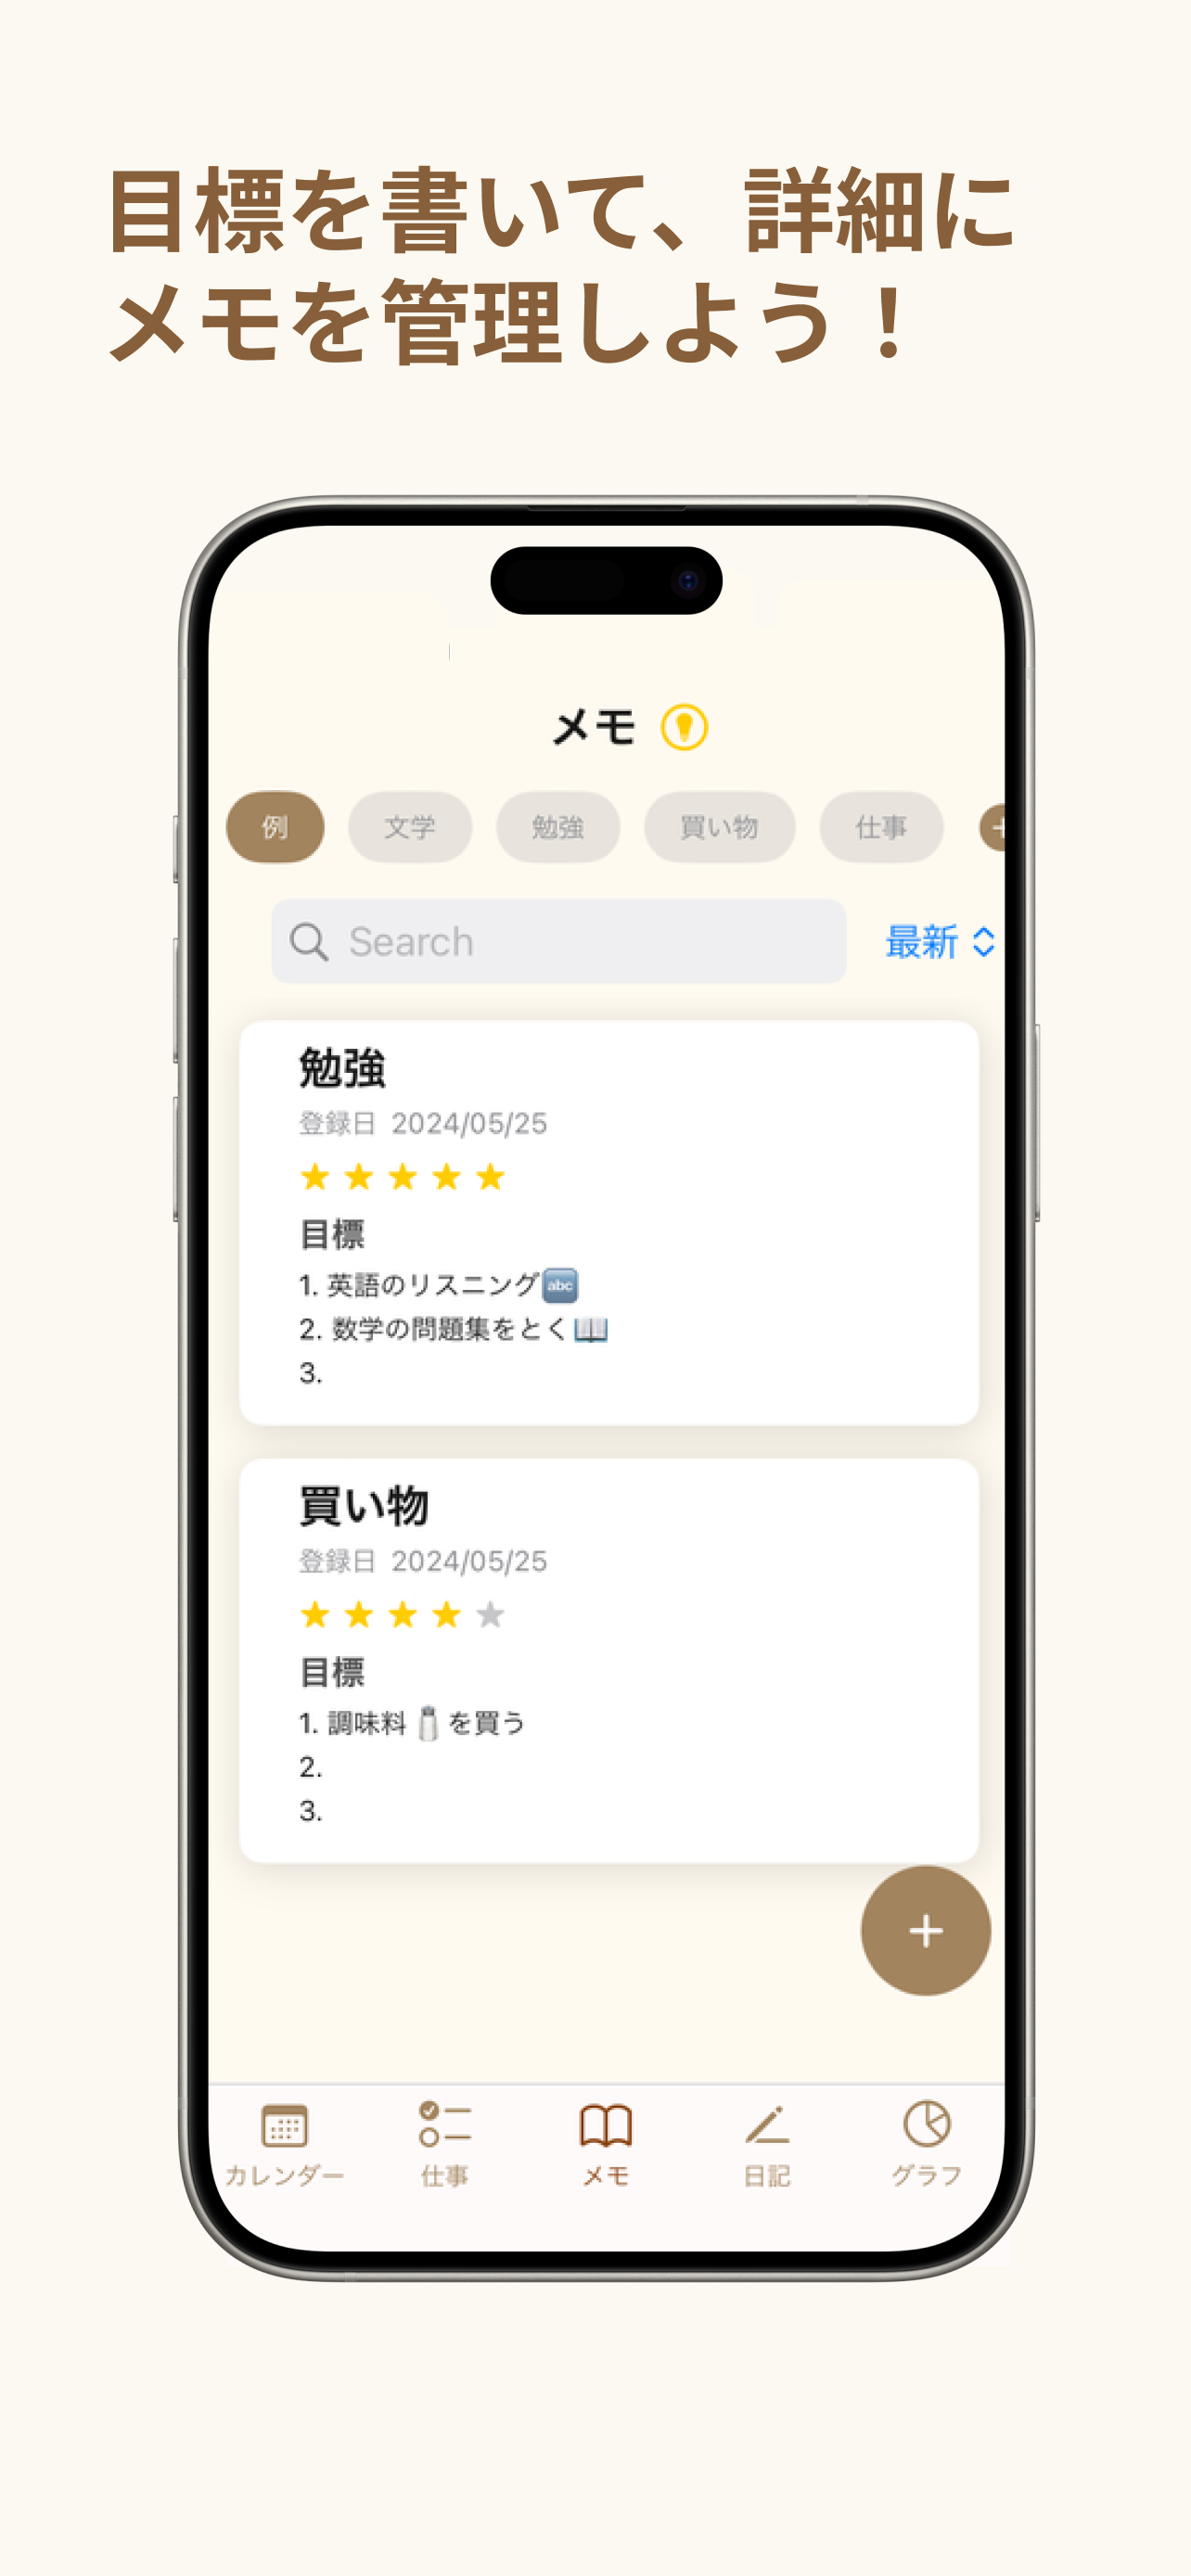 目標を書いて、詳細に
メモを管理しよう！
メモ
例 文学 勉強 買い物 仕事
Search 最新
勉強
登録日 2024/05/25
目標
1. 英語のリスニング🔤
2. 数学の問題集をとく📖
3.
買い物
登録日 2024/05/25
目標
1. 調味料🧂を買う
2.
3.
カレンダー 仕事 メモ 日記 グラフ